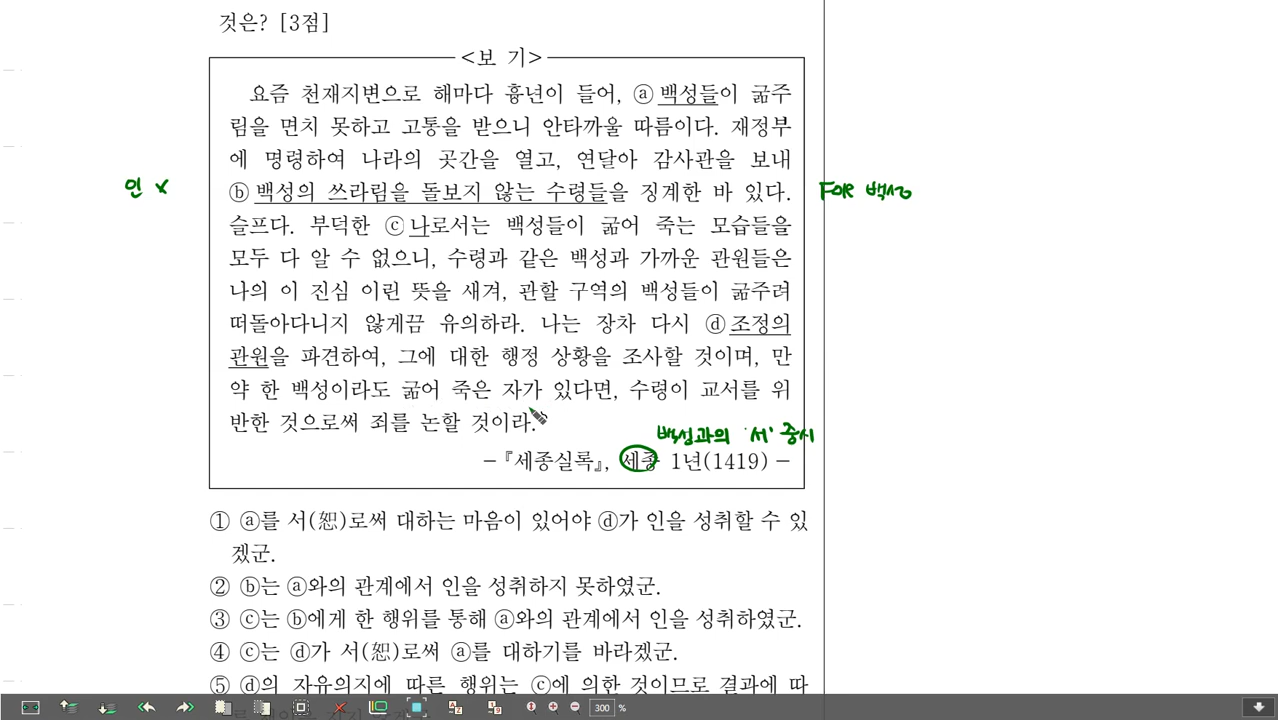 것은? [3점]
<보 기>
요즘 천재지변으로 해마다 흉년이 들어, ⓐ백성들이 굶주
림을 면치 못하고 고통을 받으니 안타까울 따름이다. 재정부
에 명령하여 나라의 곳간을 열고, 연달아 감사관을 보내
인 X ⓑ백성의 쓰라림을 돌보지 않는 수령들을 징계한 바 있다. FOR 백성
슬프다. 부덕한 ⓒ나로서는 백성들이 굶어 죽는 모습들을
모두 다 알 수 없으니, 수령과 같은 백성과 가까운 관원들은
나의 이 진심 어린 뜻을 새겨, 관할 구역의 백성들이 굶주려
떠돌아다니지 않게끔 유의하라. 나는 장차 다시 ⓓ조정의
관원을 파견하여, 그에 대한 행정 상황을 조사할 것이며, 만
약 한 백성이라도 굶어 죽은 자가 있다면, 수령이 교서를 위
반한 것으로써 죄를 논할 것이라.
백성과의 '서' 중시
-『세종실록』, 세종 1년(1419) -
① ⓐ를 서(恕)로써 대하는 마음이 있어야 ⓓ가 인을 성취할 수 있
겠군.
② ⓑ는 ⓐ와의 관계에서 인을 성취하지 못하였군.
③ ⓒ는 ⓑ에게 한 행위를 통해 ⓐ와의 관계에서 인을 성취하였군.
④ ⓒ는 ⓓ가 서(恕)로써 ⓐ를 대하기를 바라겠군.
⑤ ⓓ의 자유의지에 따른 행위는 ⓒ에 의한 것이므로 결과에 따
300 %